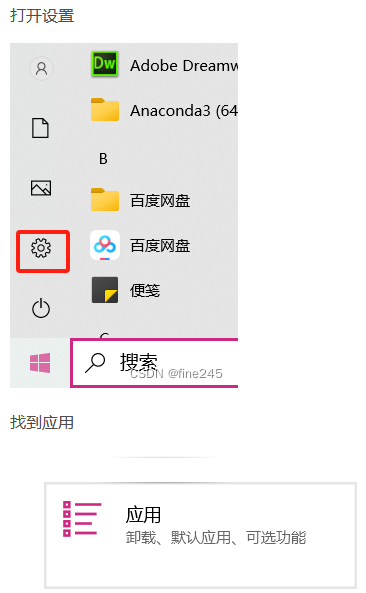 打开设置
Dw
Adobe Dreamw
Anaconda3 (64
B
百度网盘
百度网盘
便笺
搜索
CSDN @fine245
找到应用
应用
卸载、默认应用、可选功能